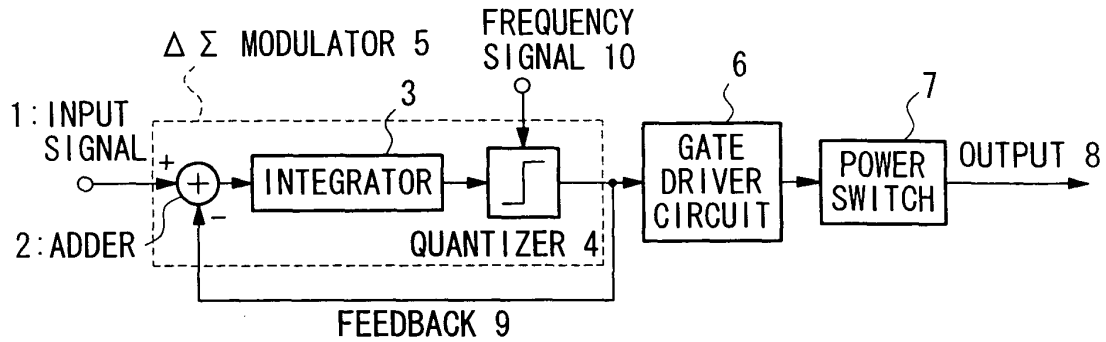 ΔΣ MODULATOR 5
FREQUENCY
SIGNAL 10
1:INPUT
SIGNAL
+
3
6
7
+
INTEGRATOR
GATE
DRIVER
CIRCUIT
POWER
SWITCH
OUTPUT 8
−
2:ADDER
QUANTIZER 4
FEEDBACK 9